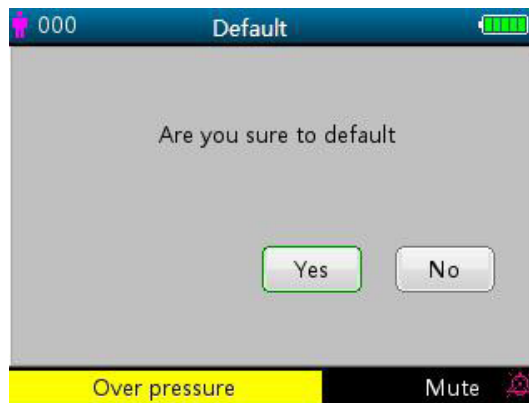 000 Default
Are you sure to default
Yes No
Over pressure Mute